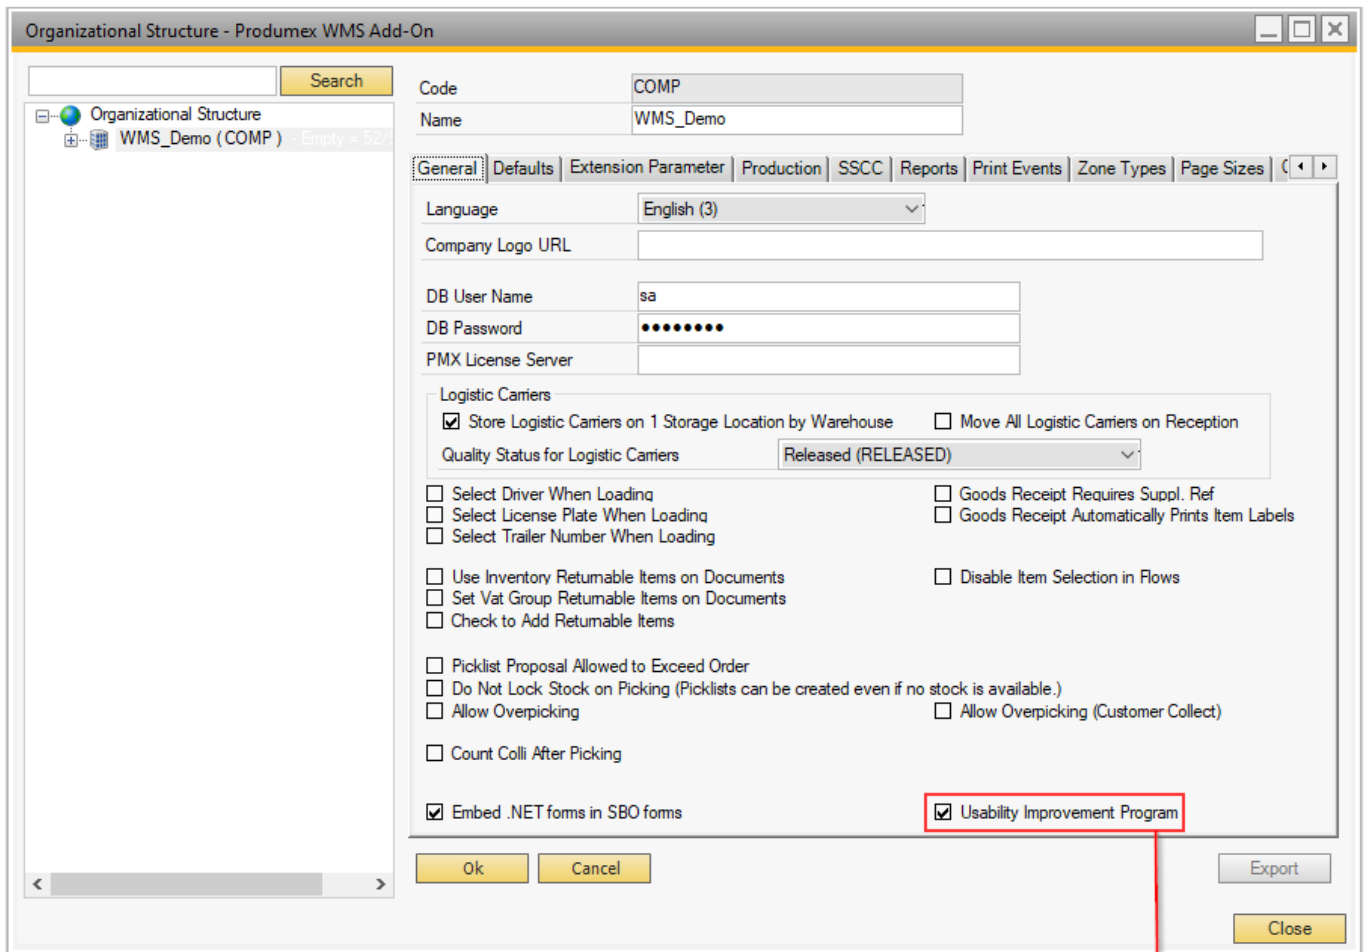 Organizational Structure - Produmex WMS Add-On
Search
Organizational Structure
WMS_Demo ( COMP ) - Empty = 52/
Code COMP
Name WMS_Demo
General Defaults Extension Parameter Production SSCC Reports Print Events Zone Types Page Sizes
Language English (3)
Company Logo URL
DB User Name sa
DB Password ••••••••
PMX License Server
Logistic Carriers
Store Logistic Carriers on 1 Storage Location by Warehouse Move All Logistic Carriers on Reception
Quality Status for Logistic Carriers Released (RELEASED)
Select Driver When Loading Goods Receipt Requires Suppl. Ref
Select License Plate When Loading Goods Receipt Automatically Prints Item Labels
Select Trailer Number When Loading
Use Inventory Returnable Items on Documents Disable Item Selection in Flows
Set Vat Group Returnable Items on Documents
Check to Add Returnable Items
Picklist Proposal Allowed to Exceed Order
Do Not Lock Stock on Picking (Picklists can be created even if no stock is available.)
Allow Overpicking Allow Overpicking (Customer Collect)
Count Colli After Picking
Embed .NET forms in SBO forms Usability Improvement Program
Ok Cancel Export
Close